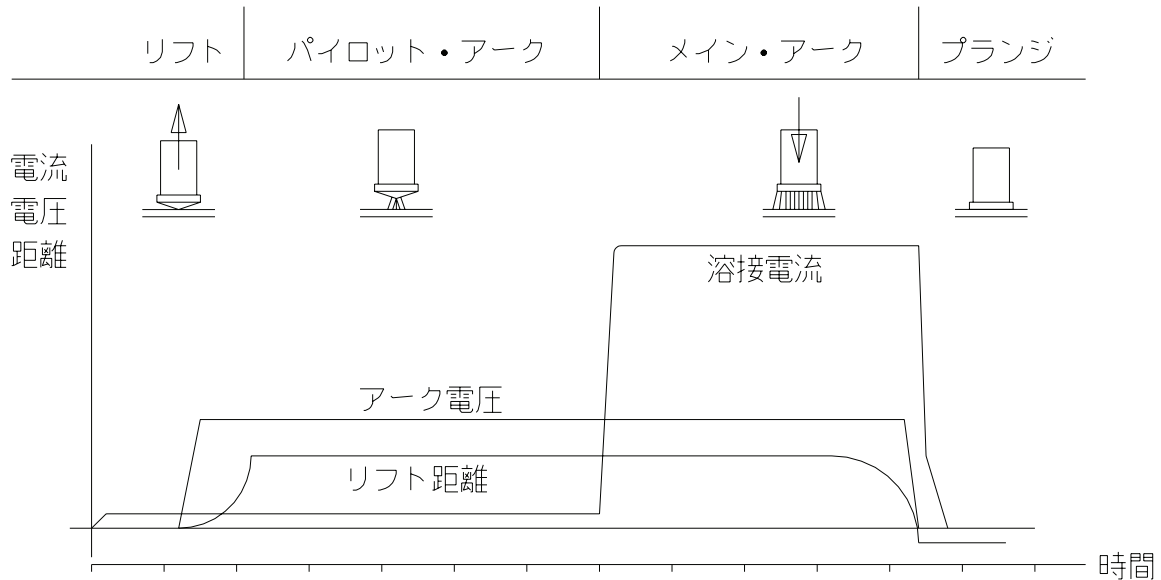 リフト
パイロット・アーク
メイン・アーク
プランジ
電流
電圧
距離
溶接電流
アーク電圧
リフト距離
時間